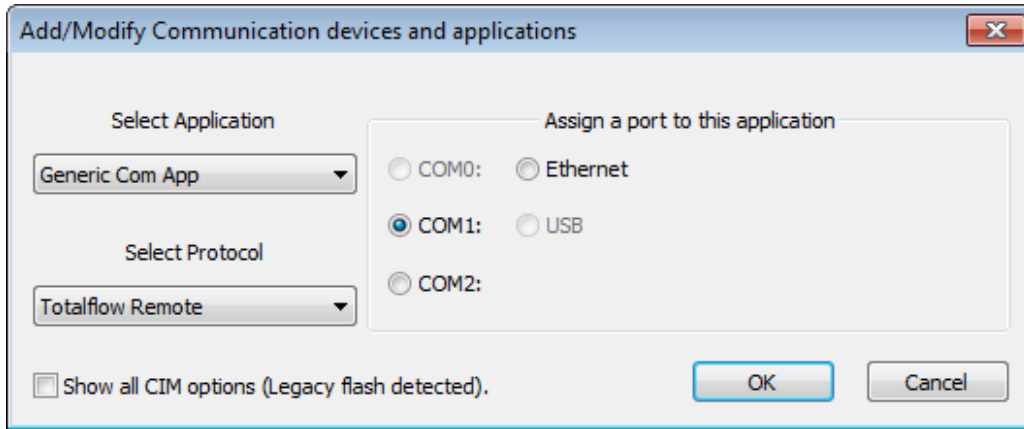 Add/Modify Communication devices and applications
Select Application
Generic Com App
Select Protocol
Totalflow Remote
Assign a port to this application
COM0: Ethernet
COM1: USB
COM2:
Show all CIM options (Legacy flash detected).
OK Cancel